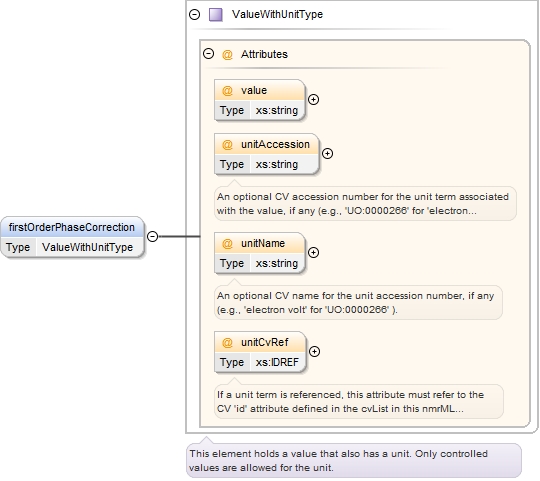 ValueWithUnitType
@ Attributes
@ value
Type xs:string
@ unitAccession
Type xs:string
An optional CV accession number for the unit term associated
with the value, if any (e.g., 'UO:0000266' for 'electron...
firstOrderPhaseCorrection
Type ValueWithUnitType
@ unitName
Type xs:string
An optional CV name for the unit accession number, if any
(e.g., 'electron volt' for 'UO:0000266' ).
@ unitCvRef
Type xs:IDREF
If a unit term is referenced, this attribute must refer to the
CV 'id' attribute defined in the cvList in this nmrML...
This element holds a value that also has a unit. Only controlled
values are allowed for the unit.